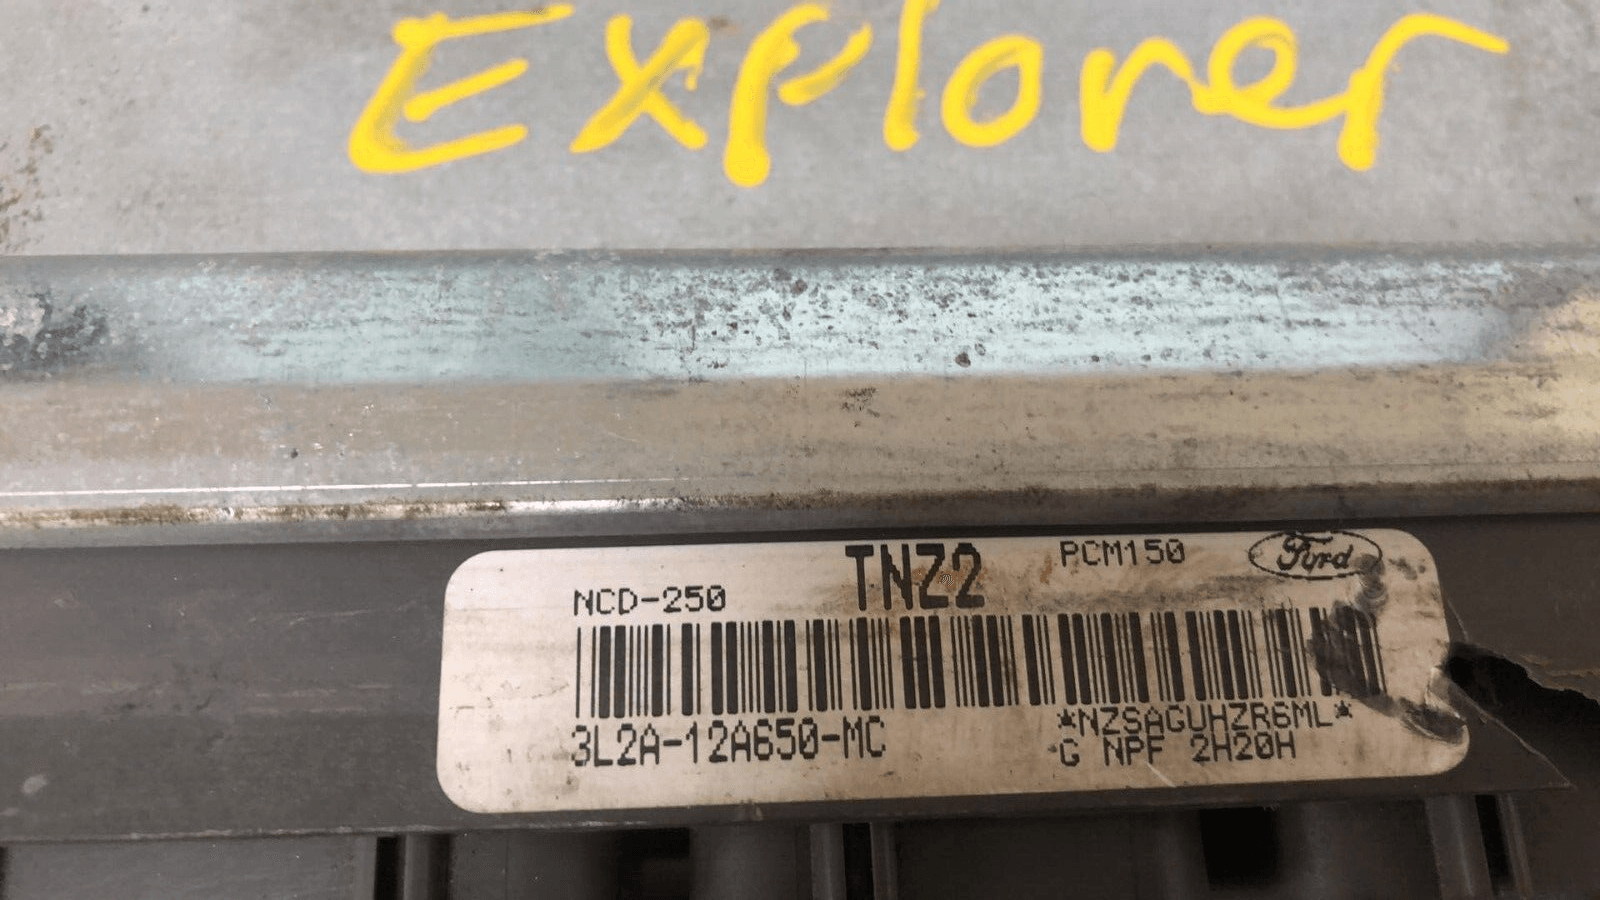 Explorer
NCD-250 TNZ2 PCM150 Ford
3L2A-12A650-MC *NZSAGUHZR6ML*
G NPF 2H20H